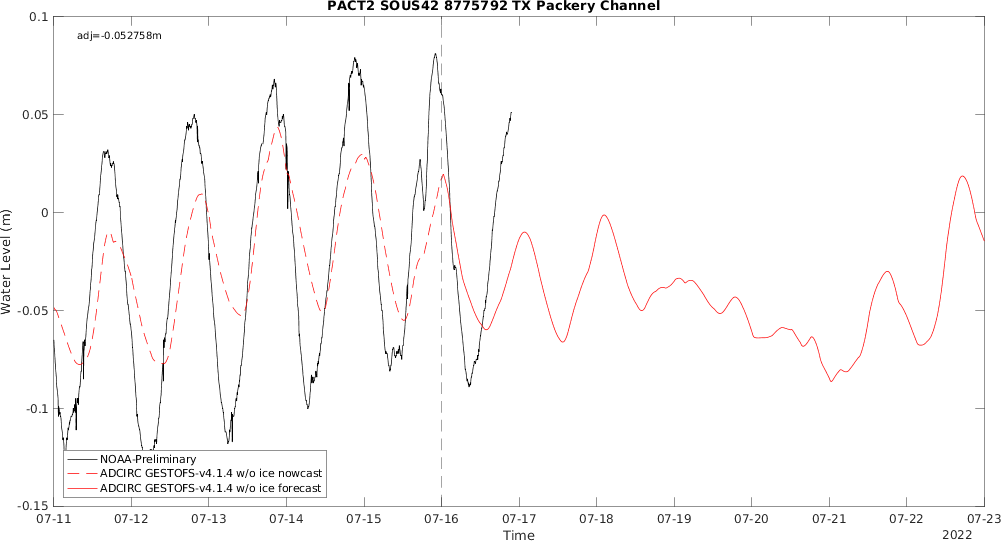 PACT2 SOUS42 8775792 TX Packery Channel
adj=-0.052758m
Water Level (m)
0.1
0.05
0
-0.05
-0.1
-0.15
NOAA-Preliminary
ADCIRC GESTOFS-v4.1.4 w/o ice nowcast
ADCIRC GESTOFS-v4.1.4 w/o ice forecast
07-11 07-12 07-13 07-14 07-15 07-16 07-17 07-18 07-19 07-20 07-21 07-22 07-23
Time
2022